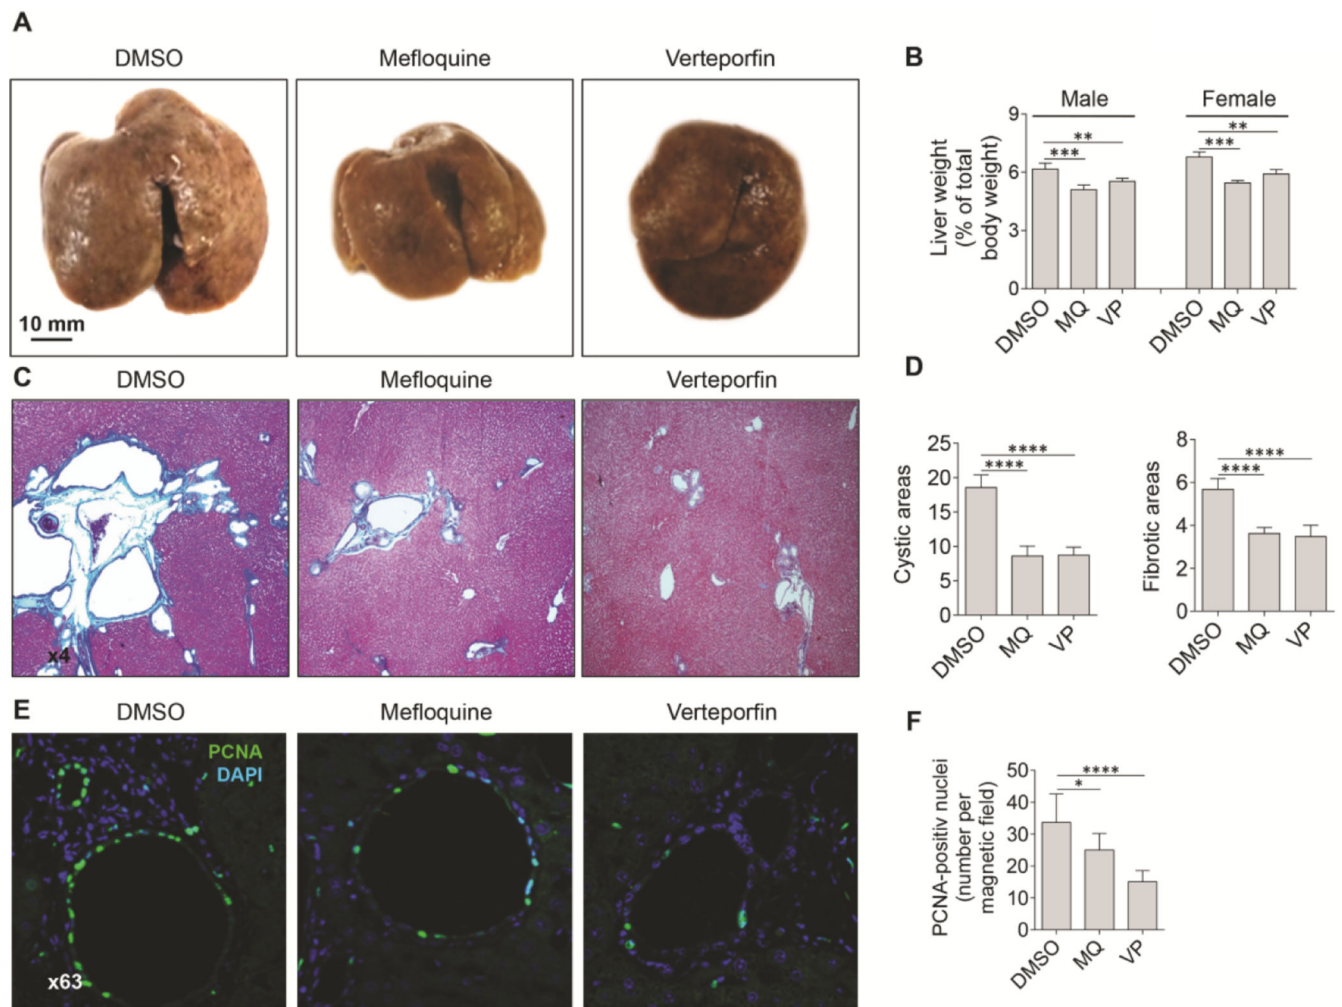 A
DMSO
Mefloquine
Verteporfin
10 mm
B
Male
Female
Liver weight
(% of total
body weight)
9
6
3
0
**
***
**
***
DMSO
MQ
VP
DMSO
MQ
VP
C
DMSO
Mefloquine
Verteporfin
x4
D
Cystic areas
25
20
15
10
5
0
****
****
DMSO
MQ
VP
Fibrotic areas
8
6
4
2
0
****
****
DMSO
MQ
VP
E
DMSO
Mefloquine
Verteporfin
PCNA
DAPI
x63
F
PCNA-positiv nuclei
(number per
magnetic field)
50
40
30
20
10
0
****
*
DMSO
MQ
VP